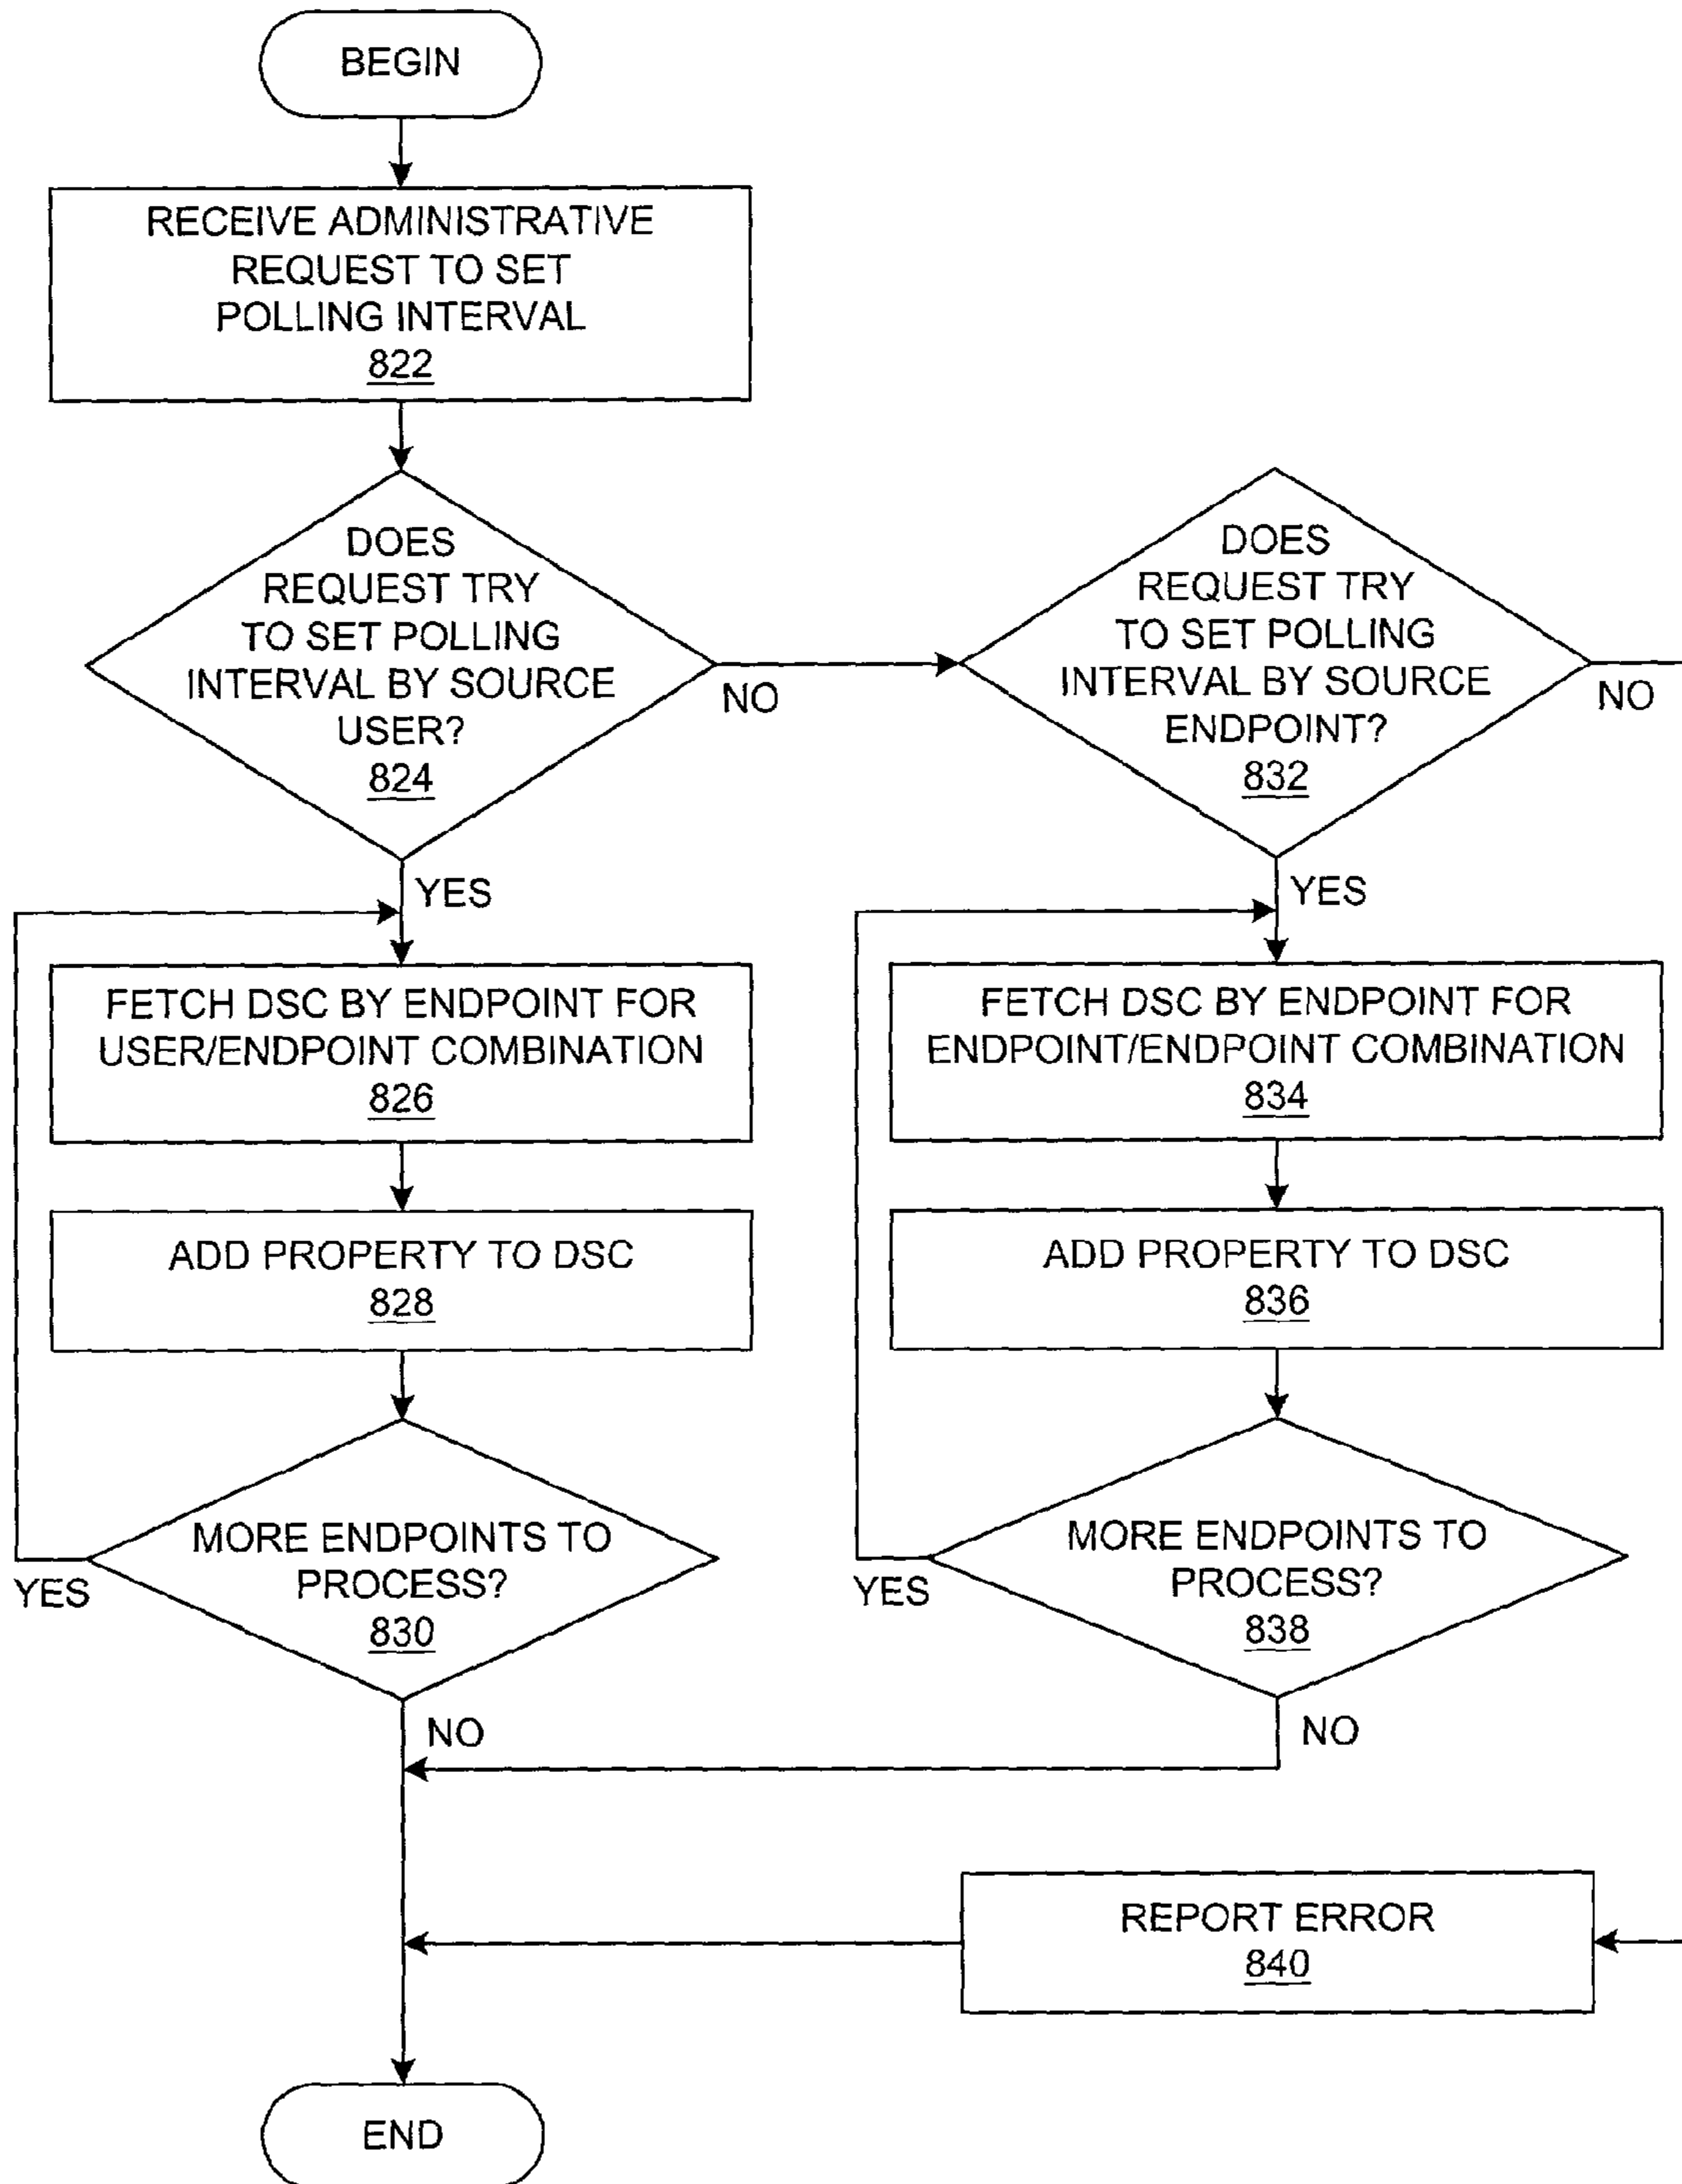 BEGIN
RECEIVE ADMINISTRATIVE
REQUEST TO SET
POLLING INTERVAL
822
DOES
REQUEST TRY
TO SET POLLING
INTERVAL BY SOURCE
USER?
824
NO
DOES
REQUEST TRY
TO SET POLLING
INTERVAL BY SOURCE
ENDPOINT?
832
NO
YES
YES
FETCH DSC BY ENDPOINT FOR
USER/ENDPOINT COMBINATION
826
FETCH DSC BY ENDPOINT FOR
ENDPOINT/ENDPOINT COMBINATION
834
ADD PROPERTY TO DSC
828
ADD PROPERTY TO DSC
836
MORE ENDPOINTS TO
PROCESS?
830
YES
NO
MORE ENDPOINTS TO
PROCESS?
838
YES
NO
REPORT ERROR
840
END